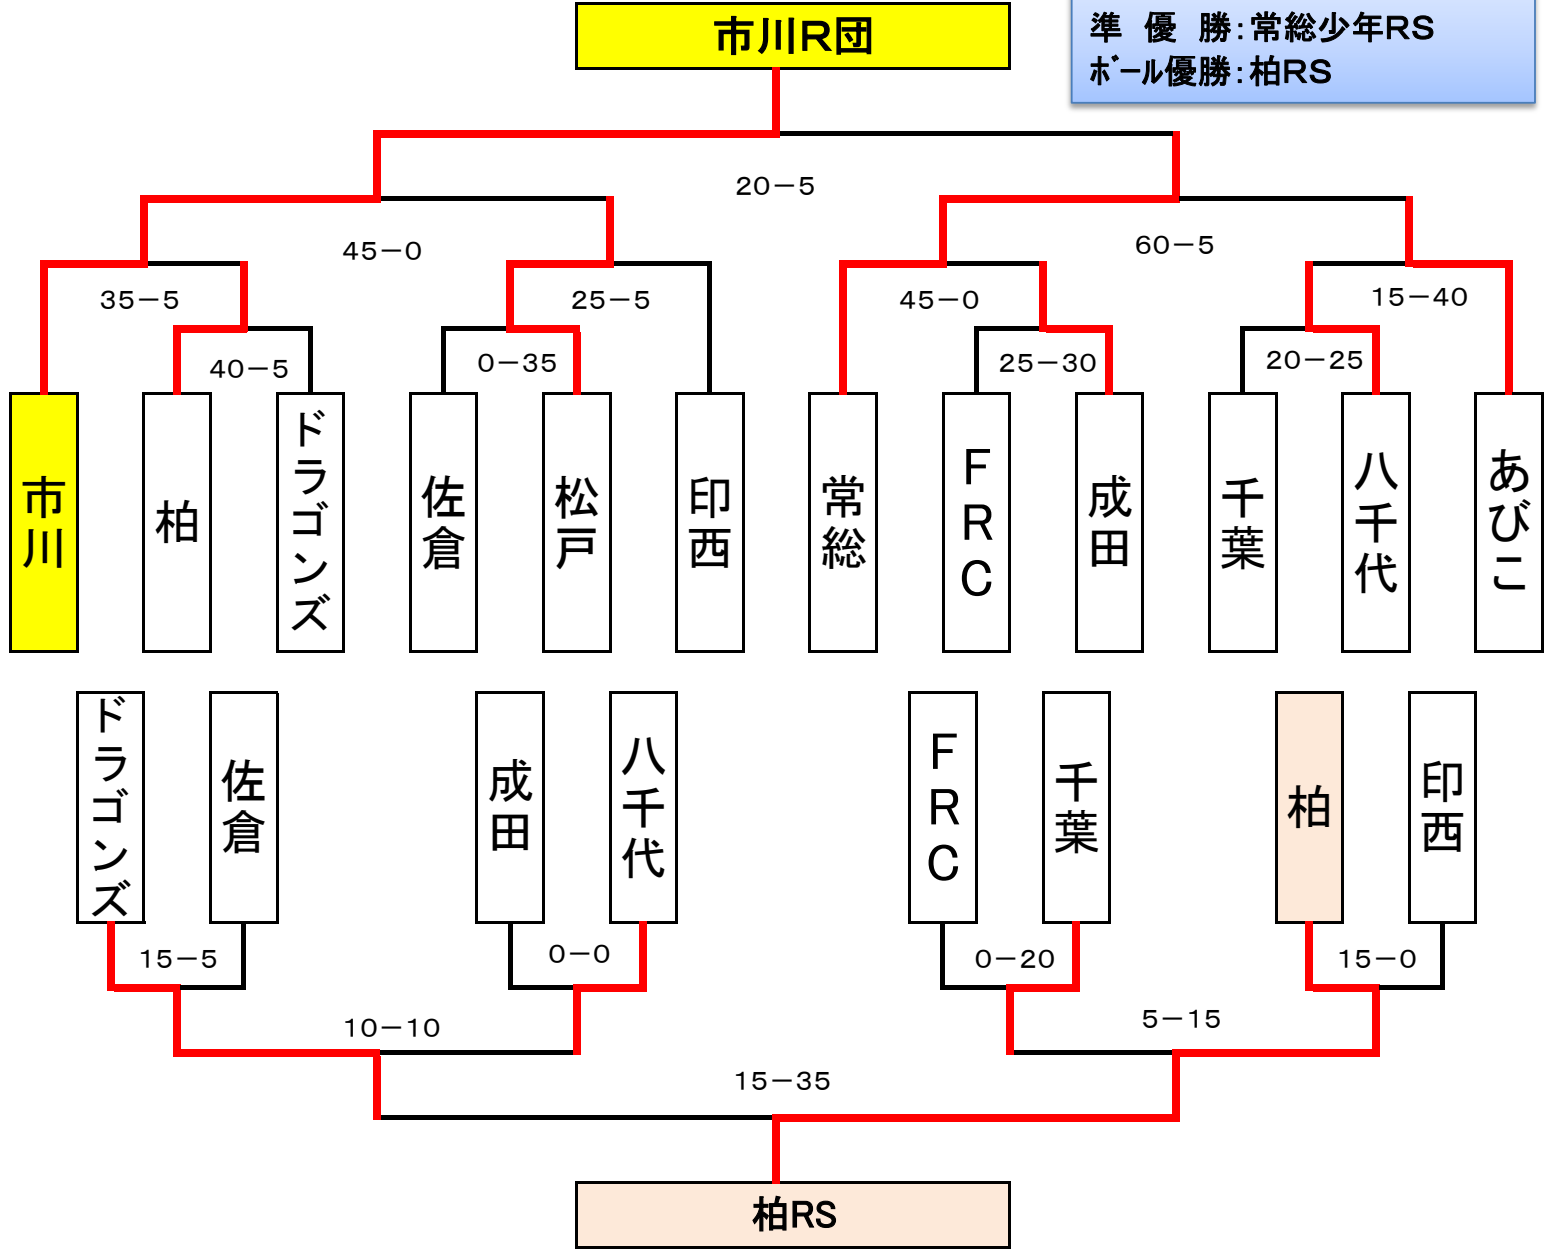 市川Ｒ団
準　優　勝：常総少年RS
ﾎﾞｰﾙ優勝：柏RS
20－5
45－0
60－5
35－5
25－5
45－0
15－40
40－5
0－35
25－30
20－25
市川
柏
ドラゴンズ
佐倉
松戸
印西
常総
ＦＲＣ
成田
千葉
八千代
あびこ
ドラゴンズ
佐倉
成田
八千代
ＦＲＣ
千葉
柏
印西
15－5
0－0
0－20
15－0
10－10
5－15
15－35
柏RS